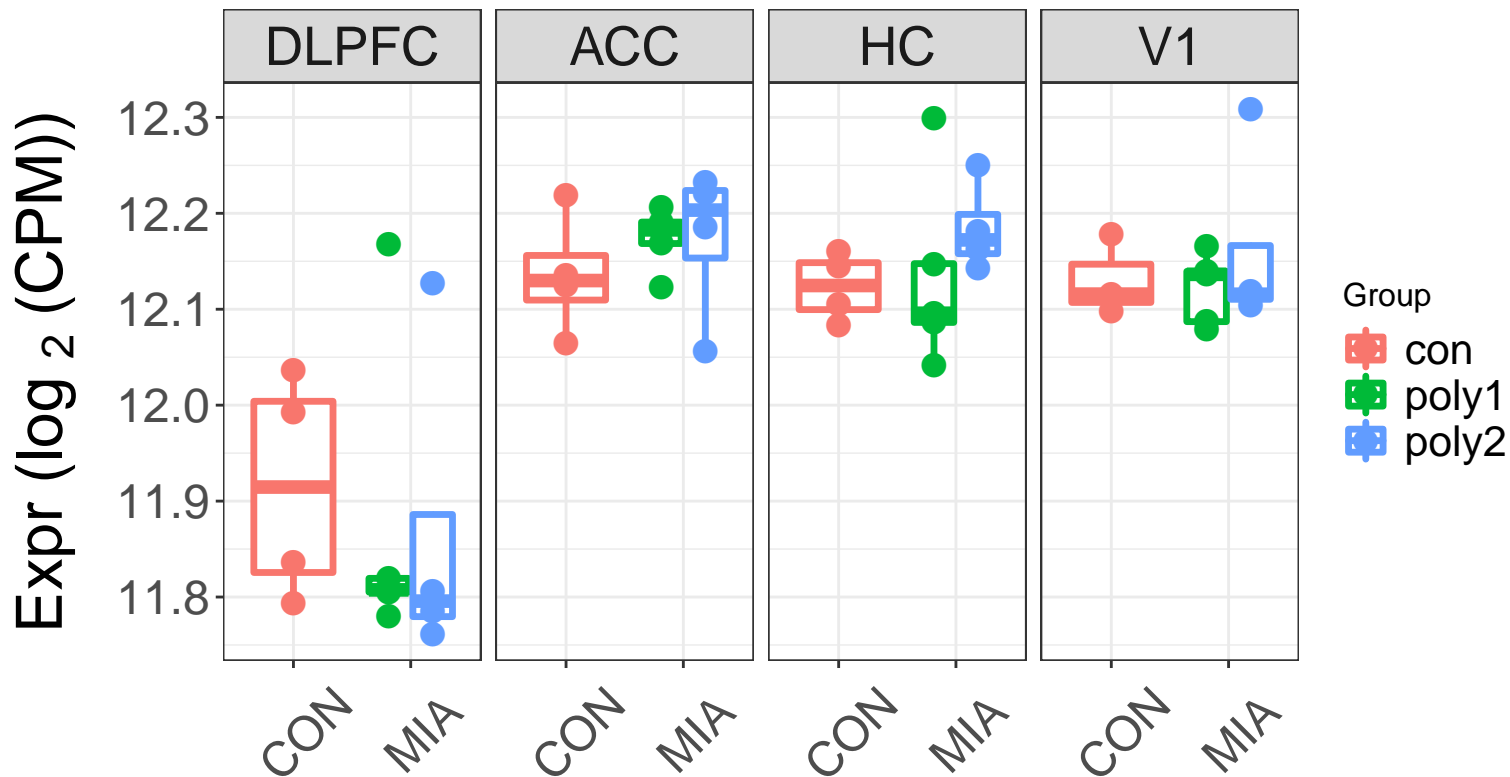 DLPFC ACC HC V1
Expr (log 2 (CPM))
12.3
12.2
12.1
12.0
11.9
11.8
CON MIA CON MIA CON MIA CON MIA
Group
con
poly1
poly2